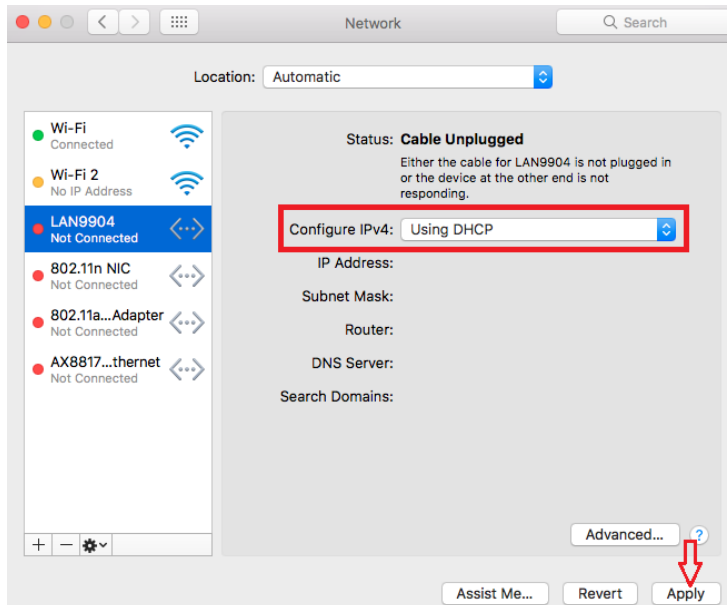 Network
Search
Location: Automatic
Wi-Fi
Connected
Wi-Fi 2
No IP Address
LAN9904
Not Connected
802.11n NIC
Not Connected
802.11a...Adapter
Not Connected
AX8817...thernet
Not Connected
Status: Cable Unplugged
Either the cable for LAN9904 is not plugged in
or the device at the other end is not
responding.
Configure IPv4: Using DHCP
IP Address:
Subnet Mask:
Router:
DNS Server:
Search Domains:
Advanced... ?
Assist Me... Revert Apply